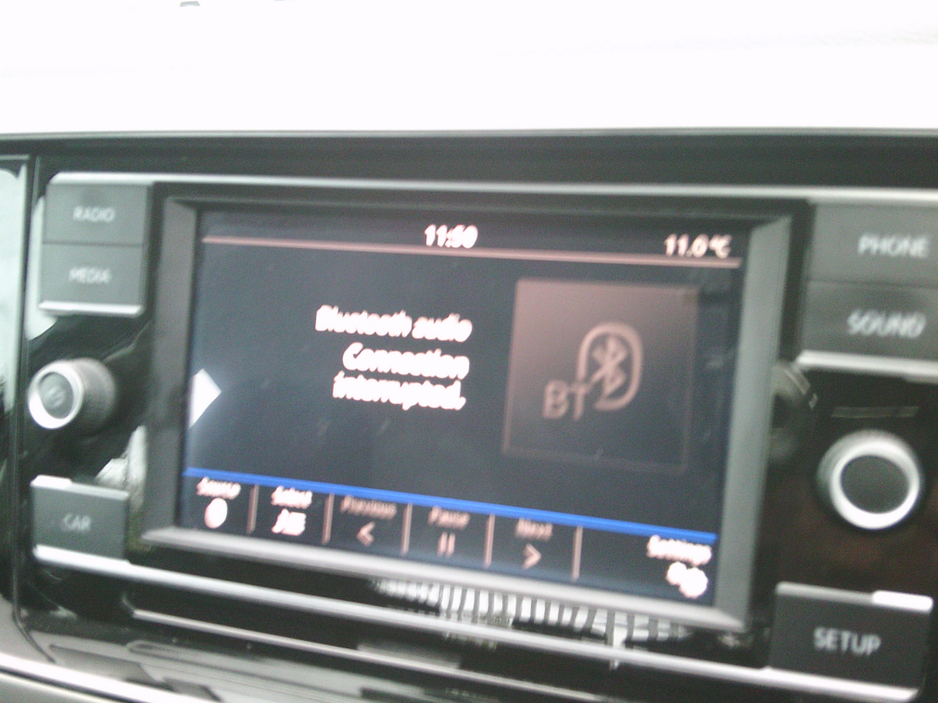 RADIO
MEDIA
CAR
11:50
11.0°C
Bluetooth audio
Connection
interrupted.
BT
Source
Select
Previous
Pause
Next
Settings
PHONE
SOUND
SETUP